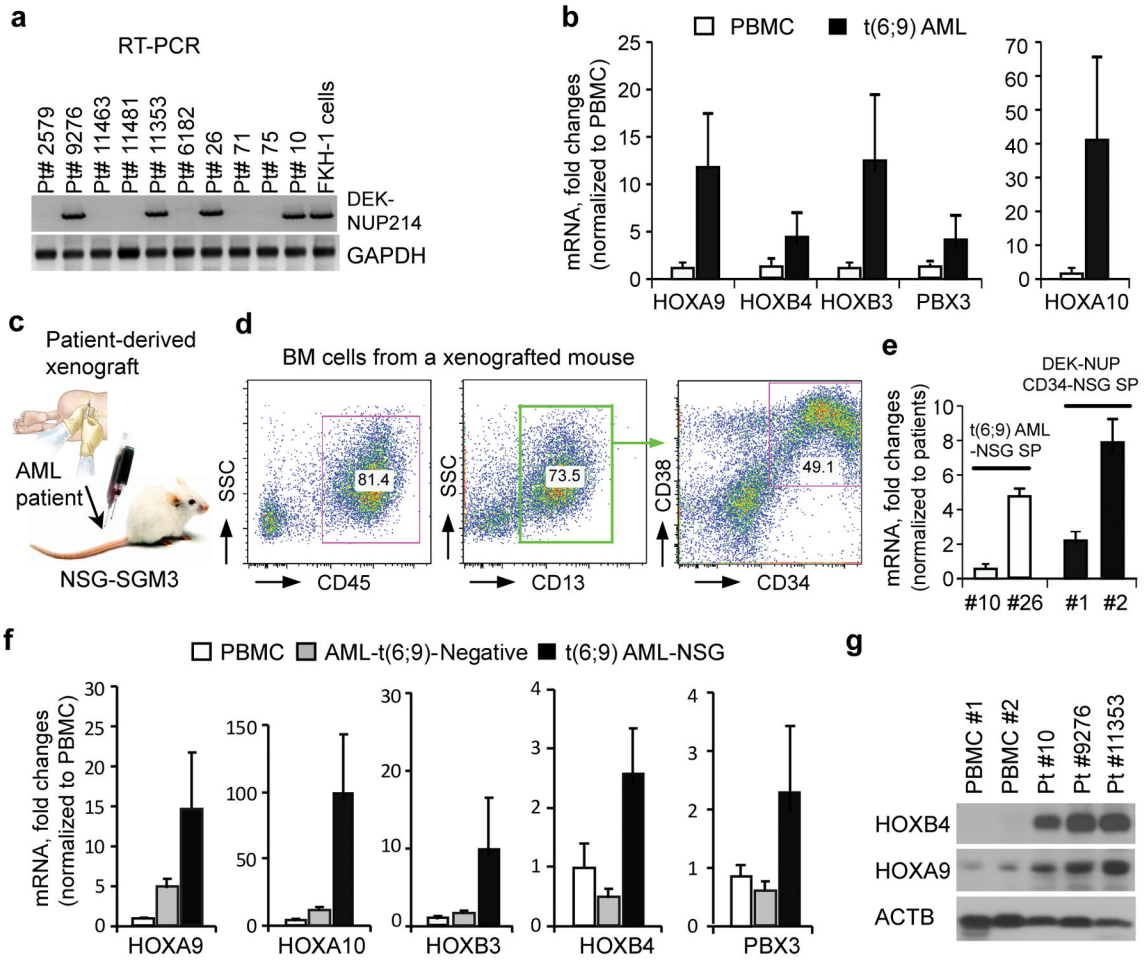 a
RT-PCR
Pt# 2579
Pt# 9276
Pt# 11463
Pt# 11481
Pt# 11353
Pt# 6182
Pt# 26
Pt# 71
Pt# 75
Pt# 10
FKH-1 cells
DEK-
NUP214
GAPDH
b
PBMC
t(6;9) AML
mRNA, fold changes
(normalized to PBMC)
25
20
15
10
5
0
HOXA9
HOXB4
HOXB3
PBX3
70
60
50
40
30
20
10
0
HOXA10
c
Patient-derived
xenograft
AML
patient
NSG-SGM3
d
BM cells from a xenografted mouse
SSC
81.4
CD45
SSC
73.5
CD13
CD38
49.1
CD34
e
DEK-NUP
CD34-NSG SP
t(6;9) AML
-NSG SP
mRNA, fold changes
(normalized to patients)
10
8
6
4
2
0
#10 #26 #1 #2
f
PBMC AML-t(6;9)-Negative t(6;9) AML-NSG
mRNA, fold changes
(normalized to PBMC)
30
25
20
15
10
5
0
HOXA9
150
100
50
0
HOXA10
30
20
10
0
HOXB3
4
3
2
1
0
HOXB4
4
3
2
1
0
PBX3
g
PBMC #1
PBMC #2
Pt #10
Pt #9276
Pt #11353
HOXB4
HOXA9
ACTB